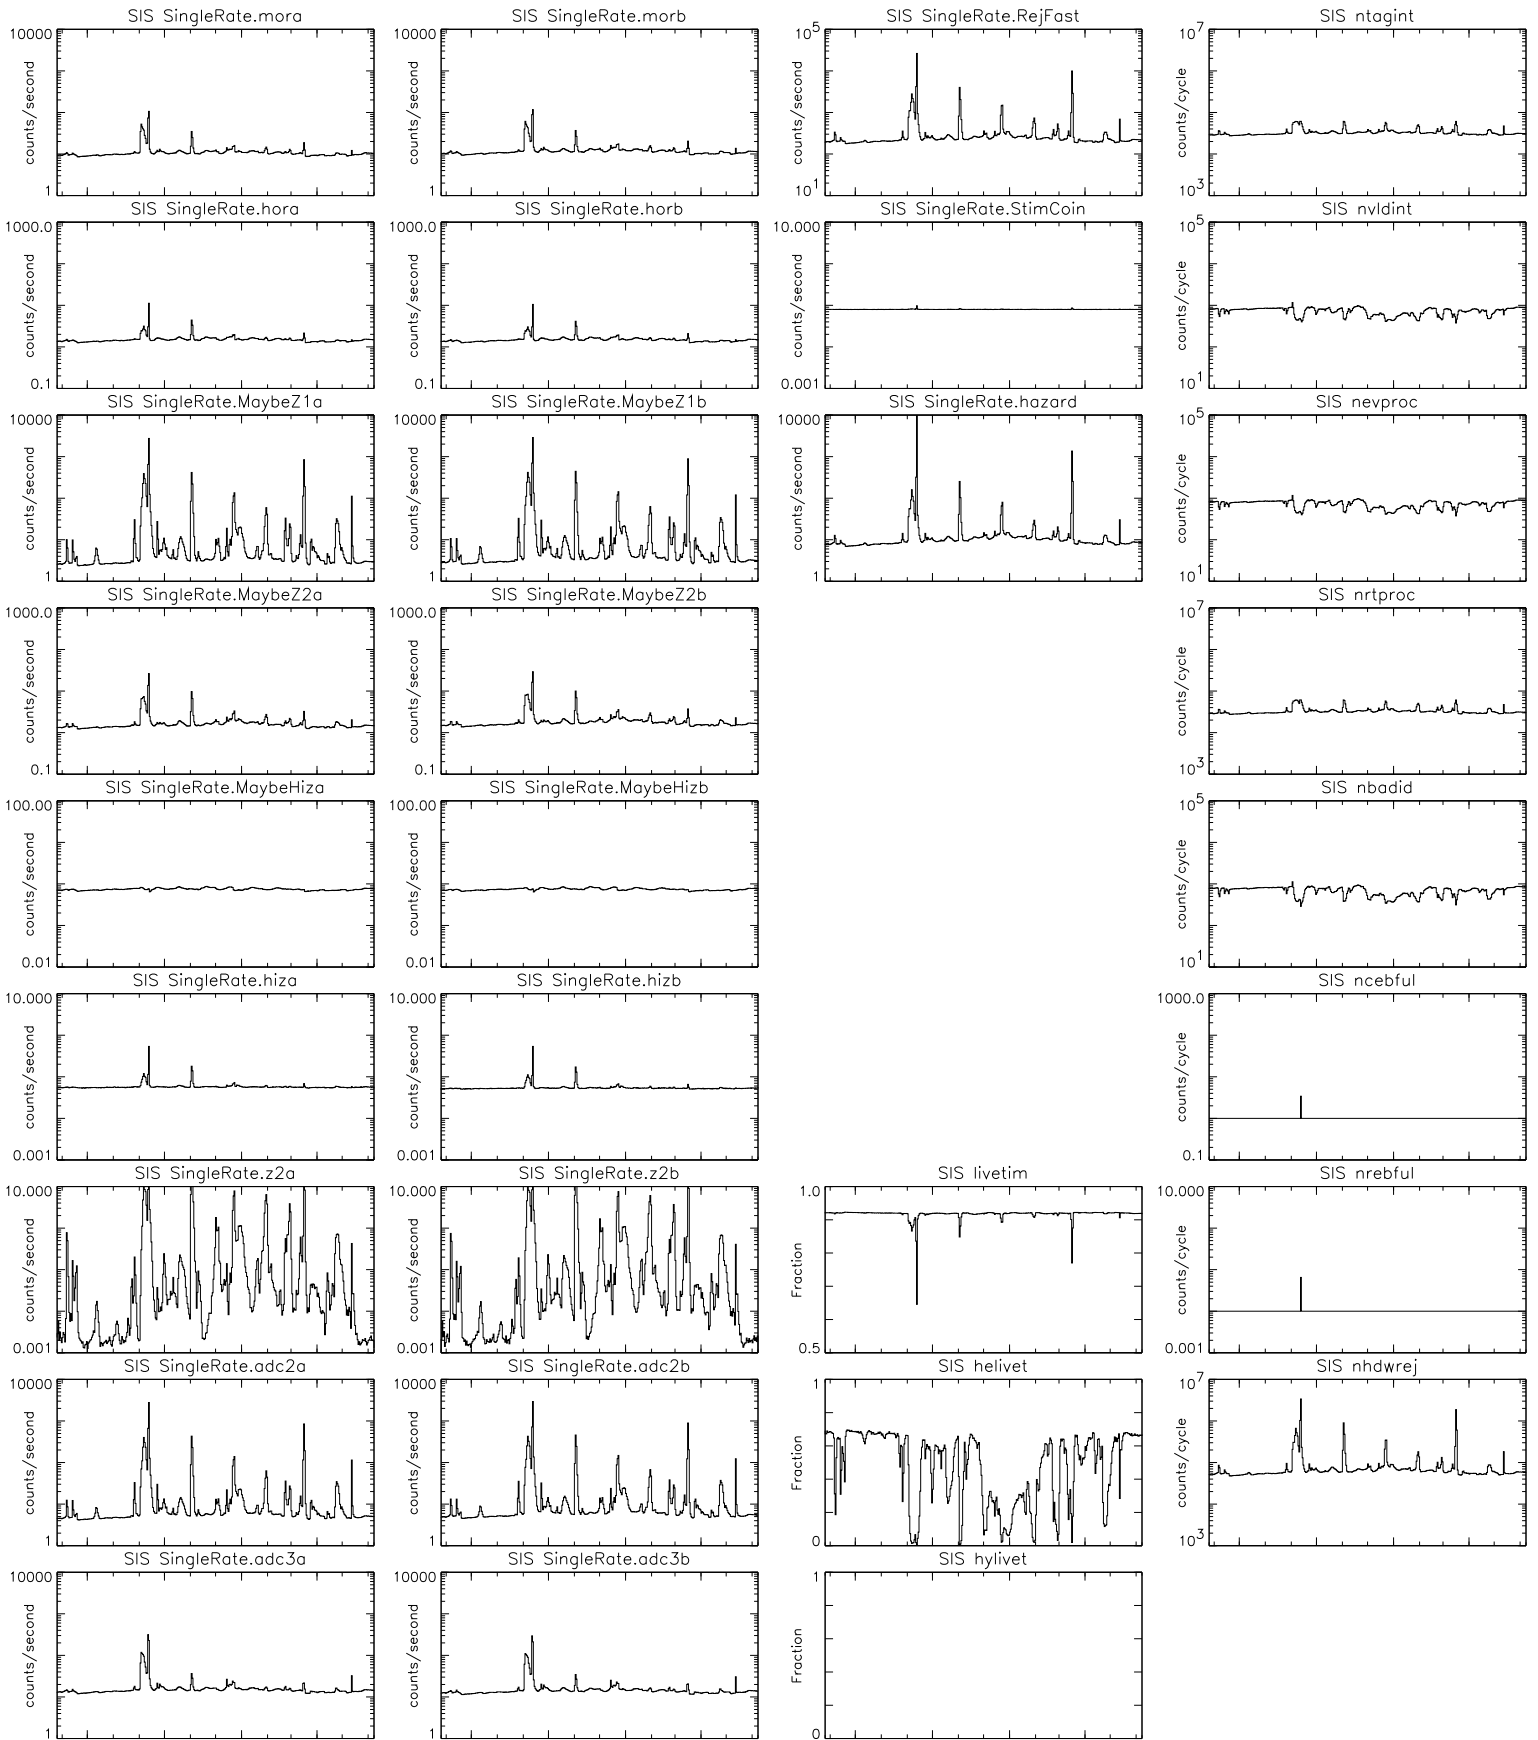 SIS SingleRate.mora
10000
counts/second
1
SIS SingleRate.morb
10000
counts/second
1
SIS SingleRate.RejFast
10^5
counts/second
10^1
SIS ntagint
10^7
counts/cycle
10^3
SIS SingleRate.hora
1000.0
counts/second
0.1
SIS SingleRate.horb
1000.0
counts/second
0.1
SIS SingleRate.StimCoin
10.000
counts/second
0.001
SIS nvldint
10^5
counts/cycle
10^1
SIS SingleRate.MaybeZ1a
10000
counts/second
1
SIS SingleRate.MaybeZ1b
10000
counts/second
1
SIS SingleRate.hazard
10000
counts/second
1
SIS nevproc
10^5
counts/cycle
10^1
SIS SingleRate.MaybeZ2a
1000.0
counts/second
0.1
SIS SingleRate.MaybeZ2b
1000.0
counts/second
0.1
SIS nrtproc
10^7
counts/cycle
10^3
SIS SingleRate.MaybeHiza
100.00
counts/second
0.01
SIS SingleRate.MaybeHizb
100.00
counts/second
0.01
SIS nbadid
10^5
counts/cycle
10^1
SIS SingleRate.hiza
10.000
counts/second
0.001
SIS SingleRate.hizb
10.000
counts/second
0.001
SIS ncebful
1000.0
counts/cycle
0.1
SIS SingleRate.z2a
10.000
counts/second
0.001
SIS SingleRate.z2b
10.000
counts/second
0.001
SIS livetim
1.0
Fraction
0.5
SIS nrebful
10.000
counts/cycle
0.001
SIS SingleRate.adc2a
10000
counts/second
1
SIS SingleRate.adc2b
10000
counts/second
1
SIS helivet
1
Fraction
0
SIS nhdwrej
10^7
counts/cycle
10^3
SIS SingleRate.adc3a
10000
counts/second
1
SIS SingleRate.adc3b
10000
counts/second
1
SIS hylivet
1
Fraction
0